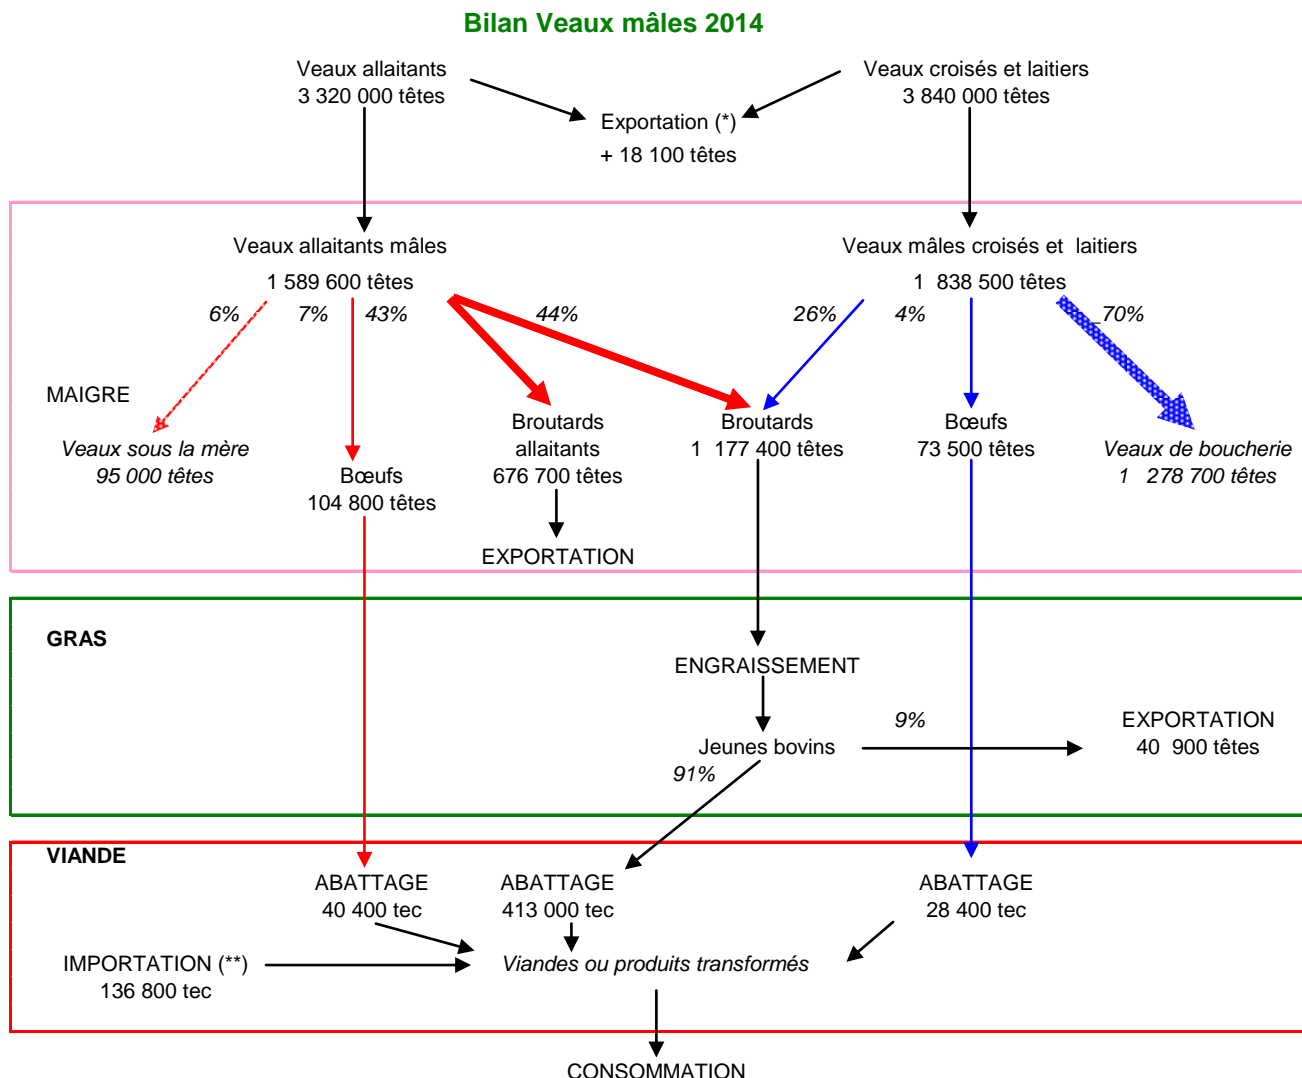 Bilan Veaux mâles 2014
Veaux allaitants
3 320 000 têtes
Veaux croisés et laitiers
3 840 000 têtes
Exportation (*)
+ 18 100 têtes
Veaux allaitants mâles
1 589 600 têtes
Veaux mâles croisés et laitiers
1 838 500 têtes
6%
7%
43%
44%
26%
4%
_70%
MAIGRE
Veaux sous la mère
95 000 têtes
Bœufs
104 800 têtes
Broutards
allaitants
676 700 têtes
EXPORTATION
Broutards
1 177 400 têtes
Bœufs
73 500 têtes
Veaux de boucherie
1 278 700 têtes
GRAS
ENGRAISSEMENT
Jeunes bovins
9%
EXPORTATION
40 900 têtes
91%
VIANDE
ABATTAGE
40 400 tec
ABATTAGE
413 000 tec
ABATTAGE
28 400 tec
IMPORTATION (**)
136 800 tec
Viandes ou produits transformés
CONSOMMATION